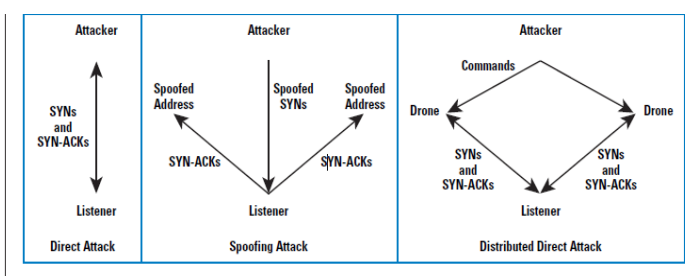 Attacker
SYNs
and
SYN-ACKs
Listener
Direct Attack
Attacker
Spoofed
Address
Spoofed
SYNs
Spoofed
Address
SYN-ACKs
SYN-ACKs
Listener
Spoofing Attack
Attacker
Commands
Drone
Drone
SYNs
and
SYN-ACKs
SYNs
and
SYN-ACKs
Listener
Distributed Direct Attack